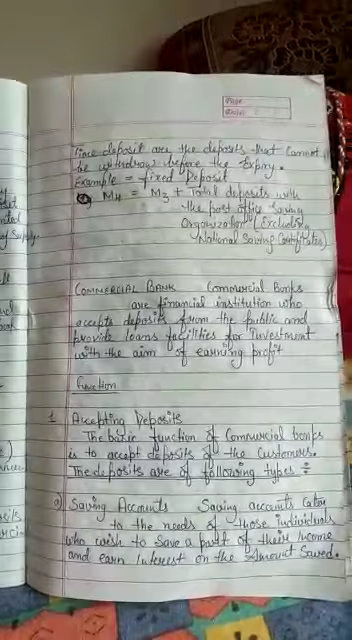 Page
Date
Time deposit are the deposits that cannot
be withdraw before the Expiry.
Example = fixed Deposit
M4 = M3 + Total deposits with
the post office Saving
Organization (Excluding
National Saving Certificates)
COMMERCIAL BANK Commercial Banks
are financial institution who
accepts deposits from the public and
provide loans facilities for Investment
with the aim of earning profit
Function
1 Accepting Deposits
The basic function of Commercial banks
is to accept deposits of the Customers.
The deposits are of following types ÷
a) Saving Accounts Saving accounts cater
to the needs of those individuals
who wish to Save a part of their Income
and earn Interest on the Amount Saved.